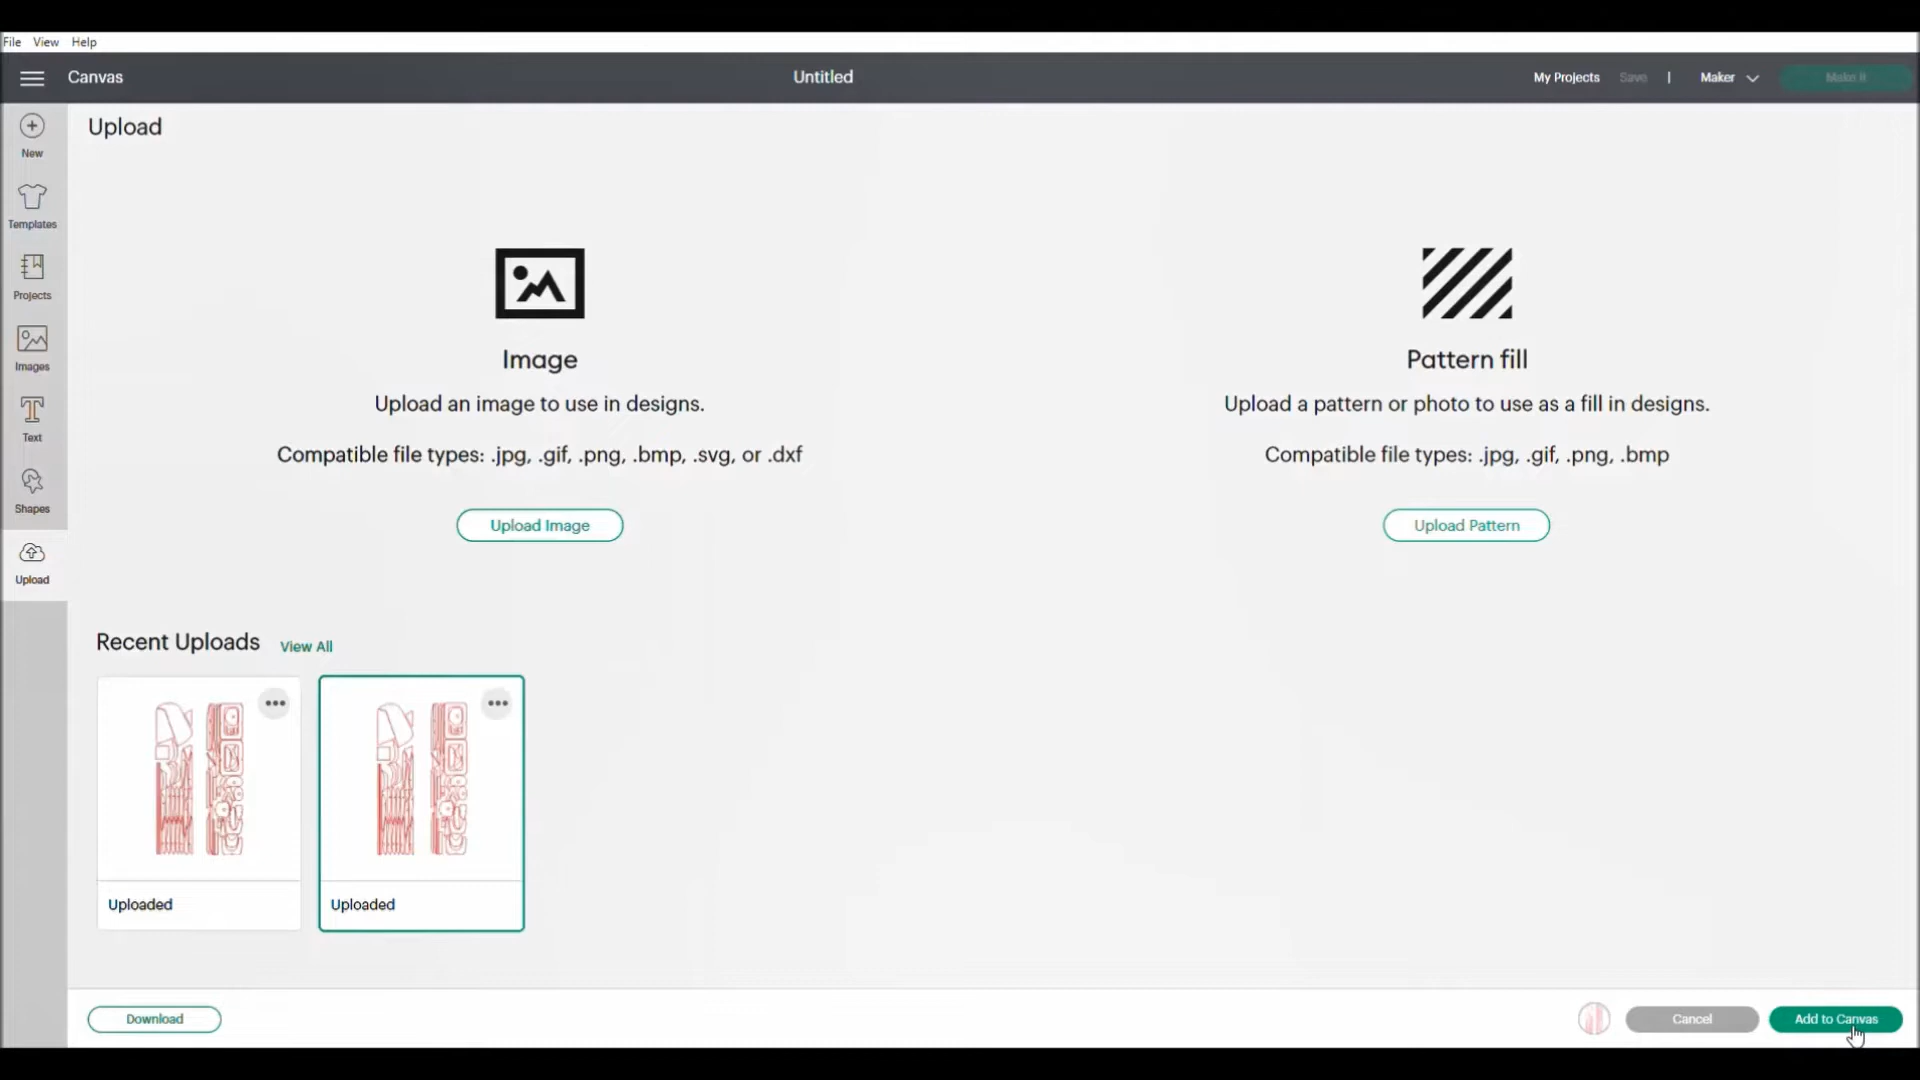 File View Help
Canvas
Untitled
My Projects Save | Maker Make It
New
Templates
Projects
Images
Text
Shapes
Upload
Upload
Image
Upload an image to use in designs.
Compatible file types: .jpg, .gif, .png, .bmp, .svg, or .dxf
Upload Image
Pattern fill
Upload a pattern or photo to use as a fill in designs.
Compatible file types: .jpg, .gif, .png, .bmp
Upload Pattern
Recent Uploads View All
Uploaded
Uploaded
Download
Cancel
Add to Canvas